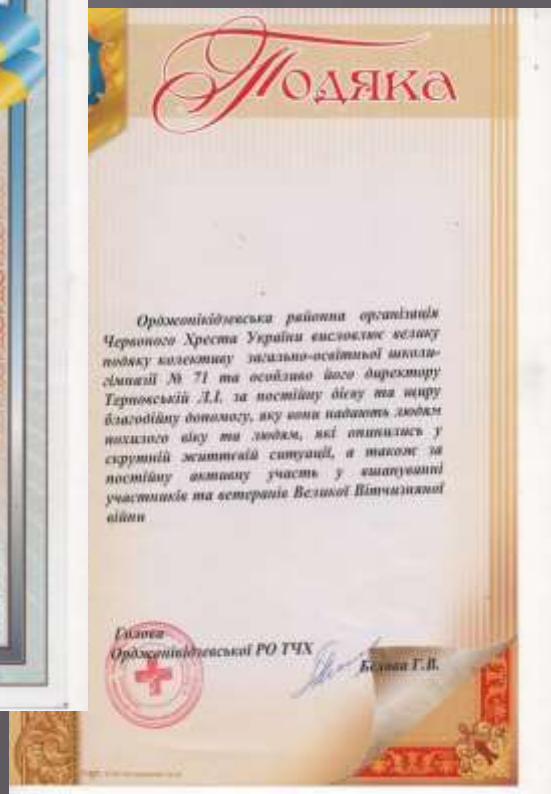 Подяка
Орджонікідзевська районна організація
Червоного Хреста України висловлює велику
подяку колективу загально-освітньої школи-
гімназії № 71 та особливо його директору
Терновській Л.І. за постійну дієву та щиру
благодійну допомогу, яку вони надають людям
похилого віку та людям, які опинились у
скрутній життєвій ситуації, а також за
постійну активну участь у вшануванні
учасників та ветеранів Великої Вітчизняної
війни
Голова
Орджонікідзевської РО ТЧХ
Бєлова Г.В.